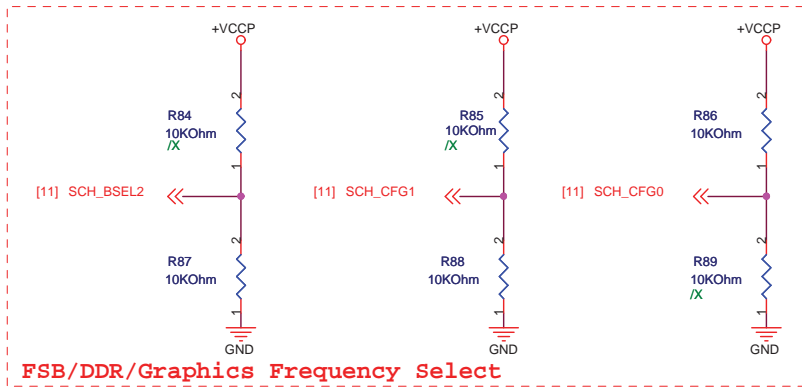 +VCCP +VCCP +VCCP
2 2 2
R84 R85 R86
10KOhm 10KOhm 10KOhm
/X /X
1 1 1
[11] SCH_BSEL2 [11] SCH_CFG1 [11] SCH_CFG0
2 2 2
R87 R88 R89
10KOhm 10KOhm 10KOhm
/X
1 1 1
GND GND GND
FSB/DDR/Graphics Frequency Select